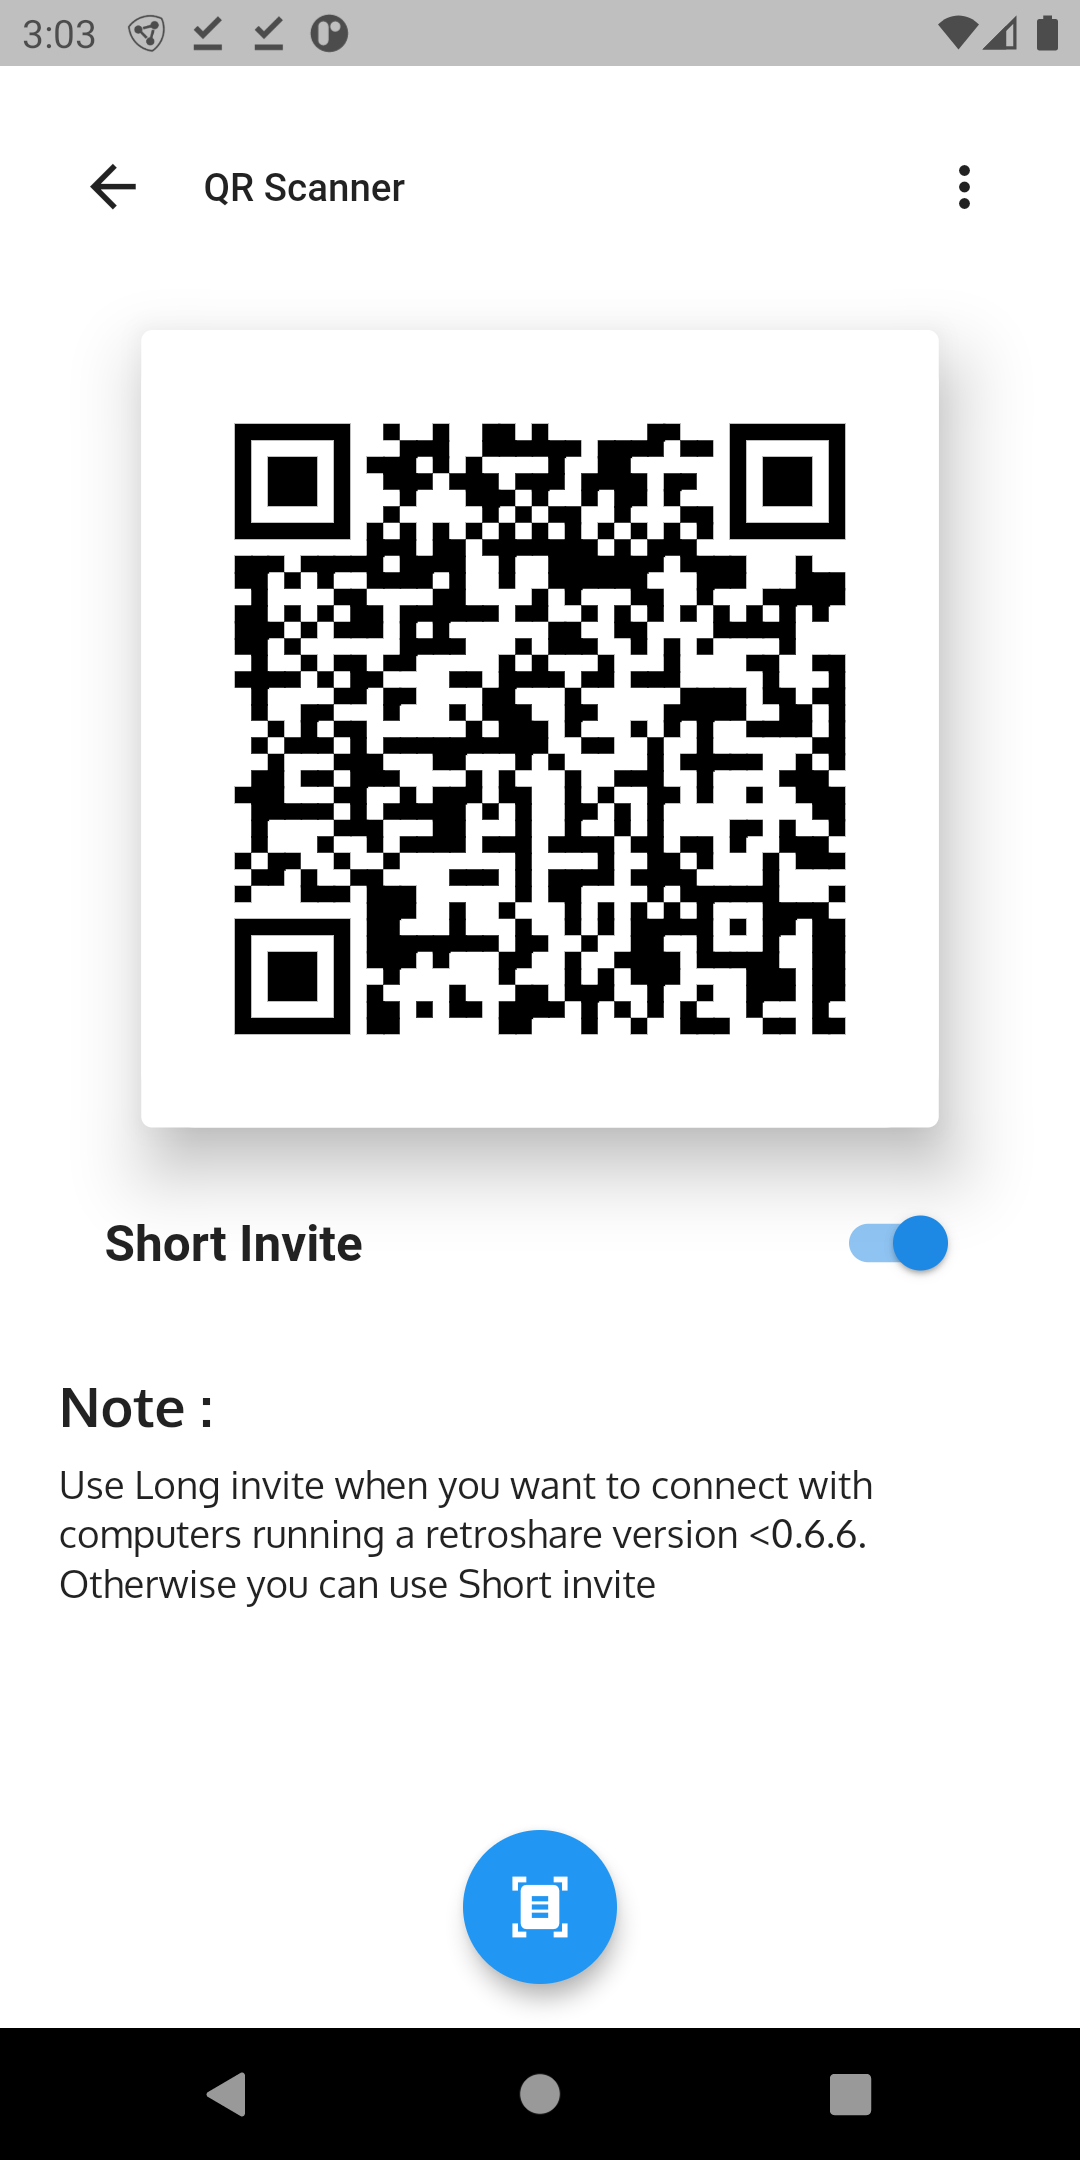 3:03
QR Scanner
Short Invite
Note :
Use Long invite when you want to connect with
computers running a retroshare version <0.6.6.
Otherwise you can use Short invite